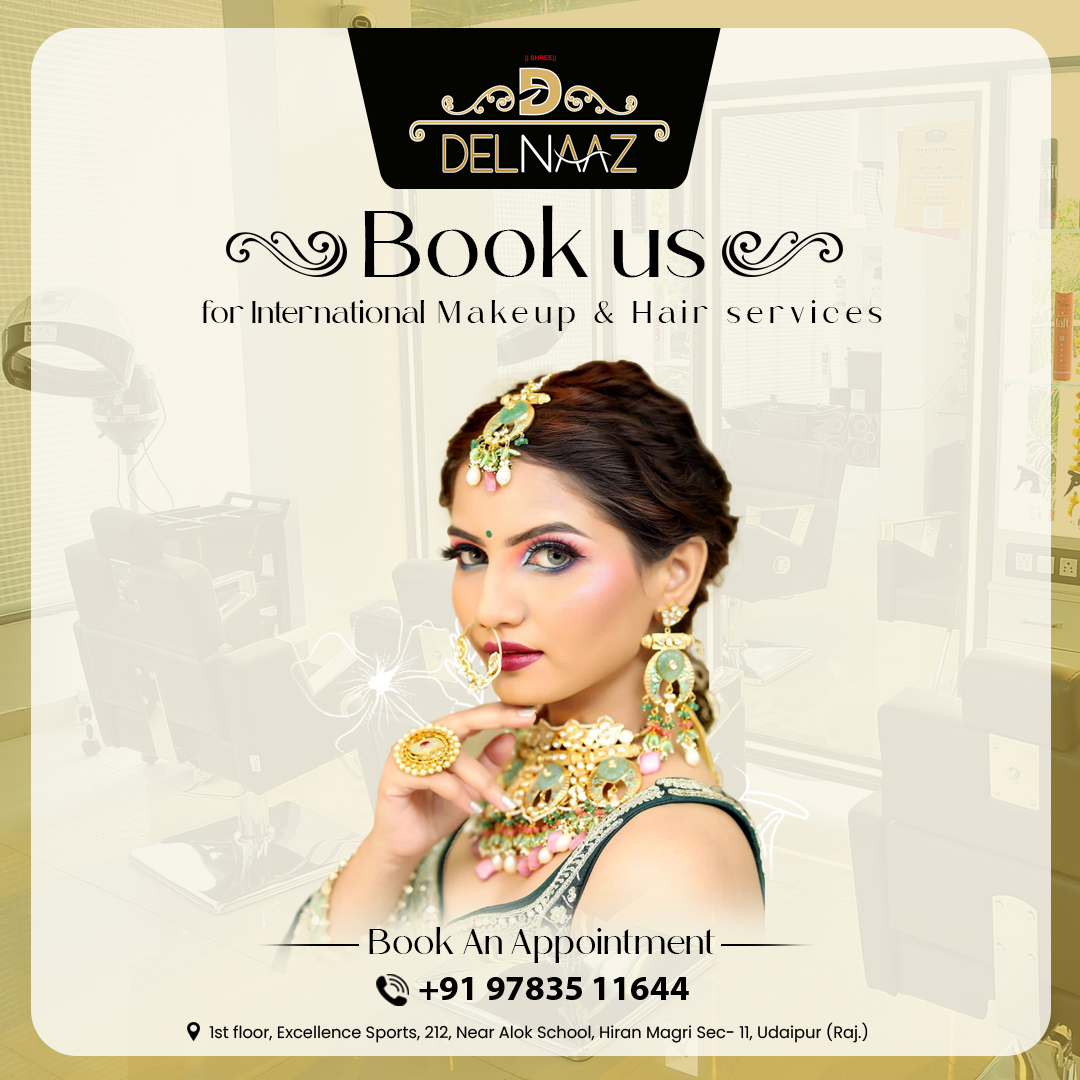 || SHREE||
D
DELNAAZ
Book us
for International Makeup & Hair services
Book An Appointment
+91 97835 11644
1st floor, Excellence Sports, 212, Near Alok School, Hiran Magri Sec- 11, Udaipur (Raj.)